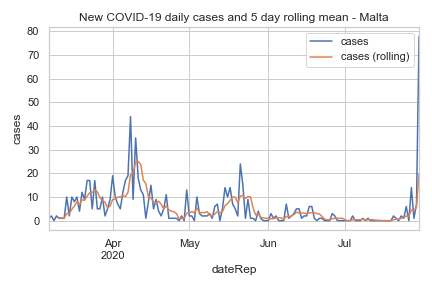 New COVID-19 daily cases and 5 day rolling mean - Malta
cases
cases (rolling)
80
70
60
50
40
30
20
10
0
cases
Apr
2020
May
Jun
Jul
dateRep